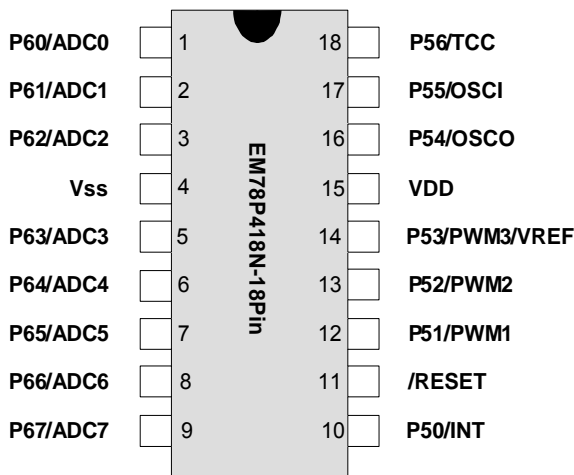 P60/ADC0 1 18 P56/TCC
P61/ADC1 2 17 P55/OSCI
P62/ADC2 3 16 P54/OSCO
Vss 4 15 VDD
P63/ADC3 5 14 P53/PWM3/VREF
P64/ADC4 6 13 P52/PWM2
P65/ADC5 7 12 P51/PWM1
P66/ADC6 8 11 /RESET
P67/ADC7 9 10 P50/INT
EM78P418N-18Pin